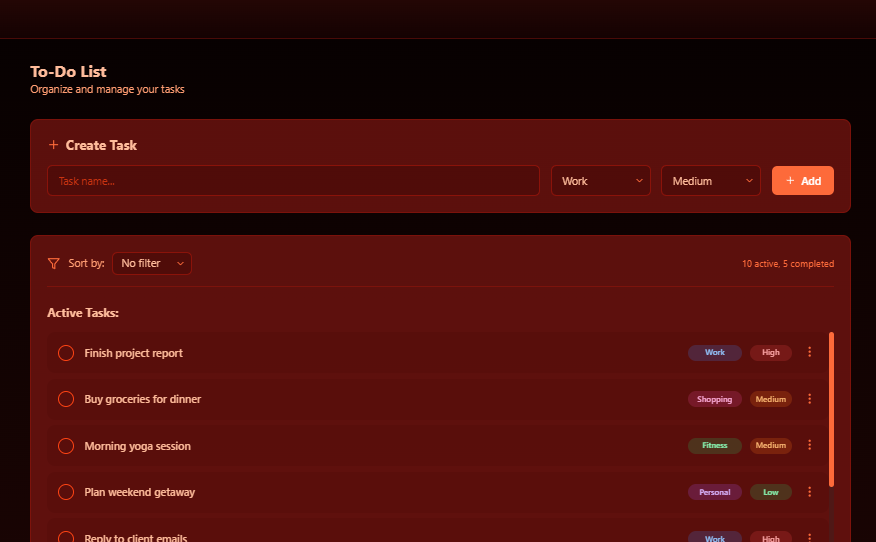 To-Do List
Organize and manage your tasks
Create Task
Task name... Work Medium Add
Sort by: No filter 10 active, 5 completed
Active Tasks:
Finish project report Work High
Buy groceries for dinner Shopping Medium
Morning yoga session Fitness Medium
Plan weekend getaway Personal Low
Reply to client emails Work High